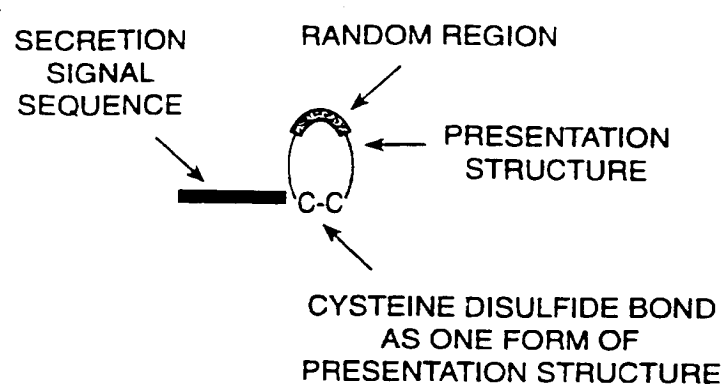 SECRETION
SIGNAL
SEQUENCE
RANDOM REGION
PRESENTATION
STRUCTURE
C-C
CYSTEINE DISULFIDE BOND
AS ONE FORM OF
PRESENTATION STRUCTURE